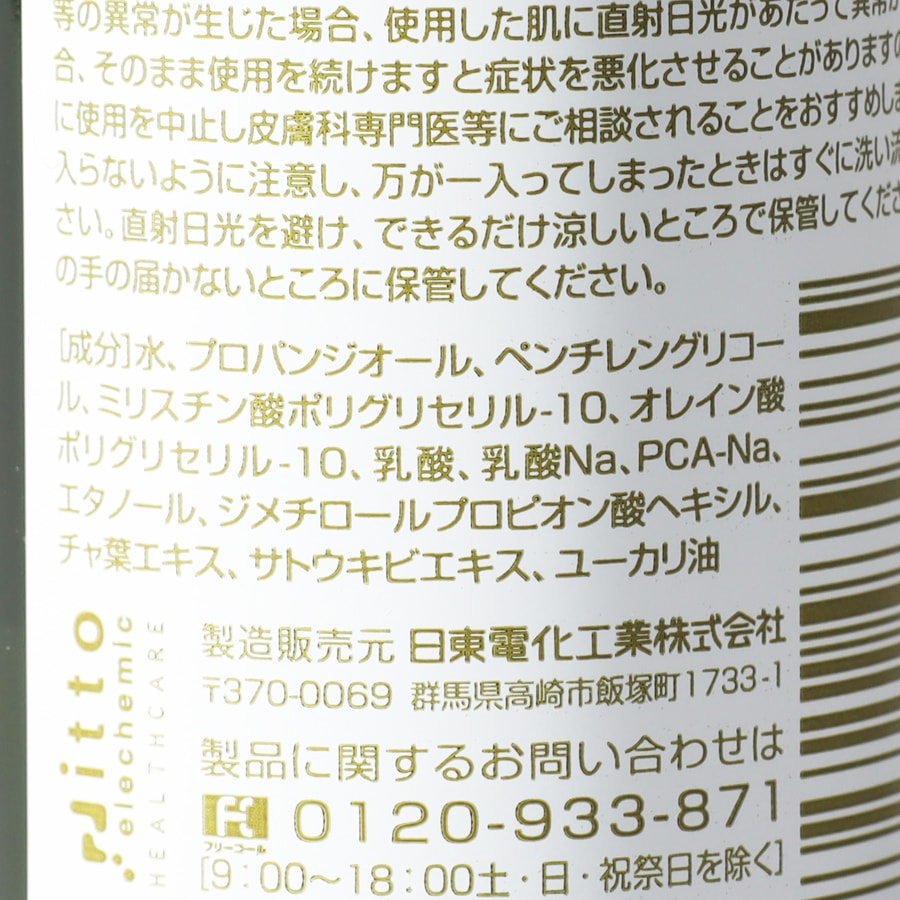 等の異常が生じた場合、使用した肌に直射日光があたって異常が
合、そのまま使用を続けますと症状を悪化させることがありますの
に使用を中止し皮膚科専門医等にご相談されることをおすすめしま
入らないように注意し、万が一入ってしまったときはすぐに洗い流
さい。直射日光を避け、できるだけ涼しいところで保管してくださ
の手の届かないところに保管してください。
[成分]水、プロパンジオール、ペンチレングリコー
ル、ミリスチン酸ポリグリセリル-10、オレイン酸
ポリグリセリル-10、乳酸、乳酸Na、PCA-Na、
エタノール、ジメチロールプロピオン酸ヘキシル、
チャ葉エキス、サトウキビエキス、ユーカリ油
製造販売元 日東電化工業株式会社
〒370-0069 群馬県高崎市飯塚町1733-1
製品に関するお問い合わせは
フリーコール
0120-933-871
[9:00～18:00土・日・祝祭日を除く]
nitto
elechemic
HEALTHCARE